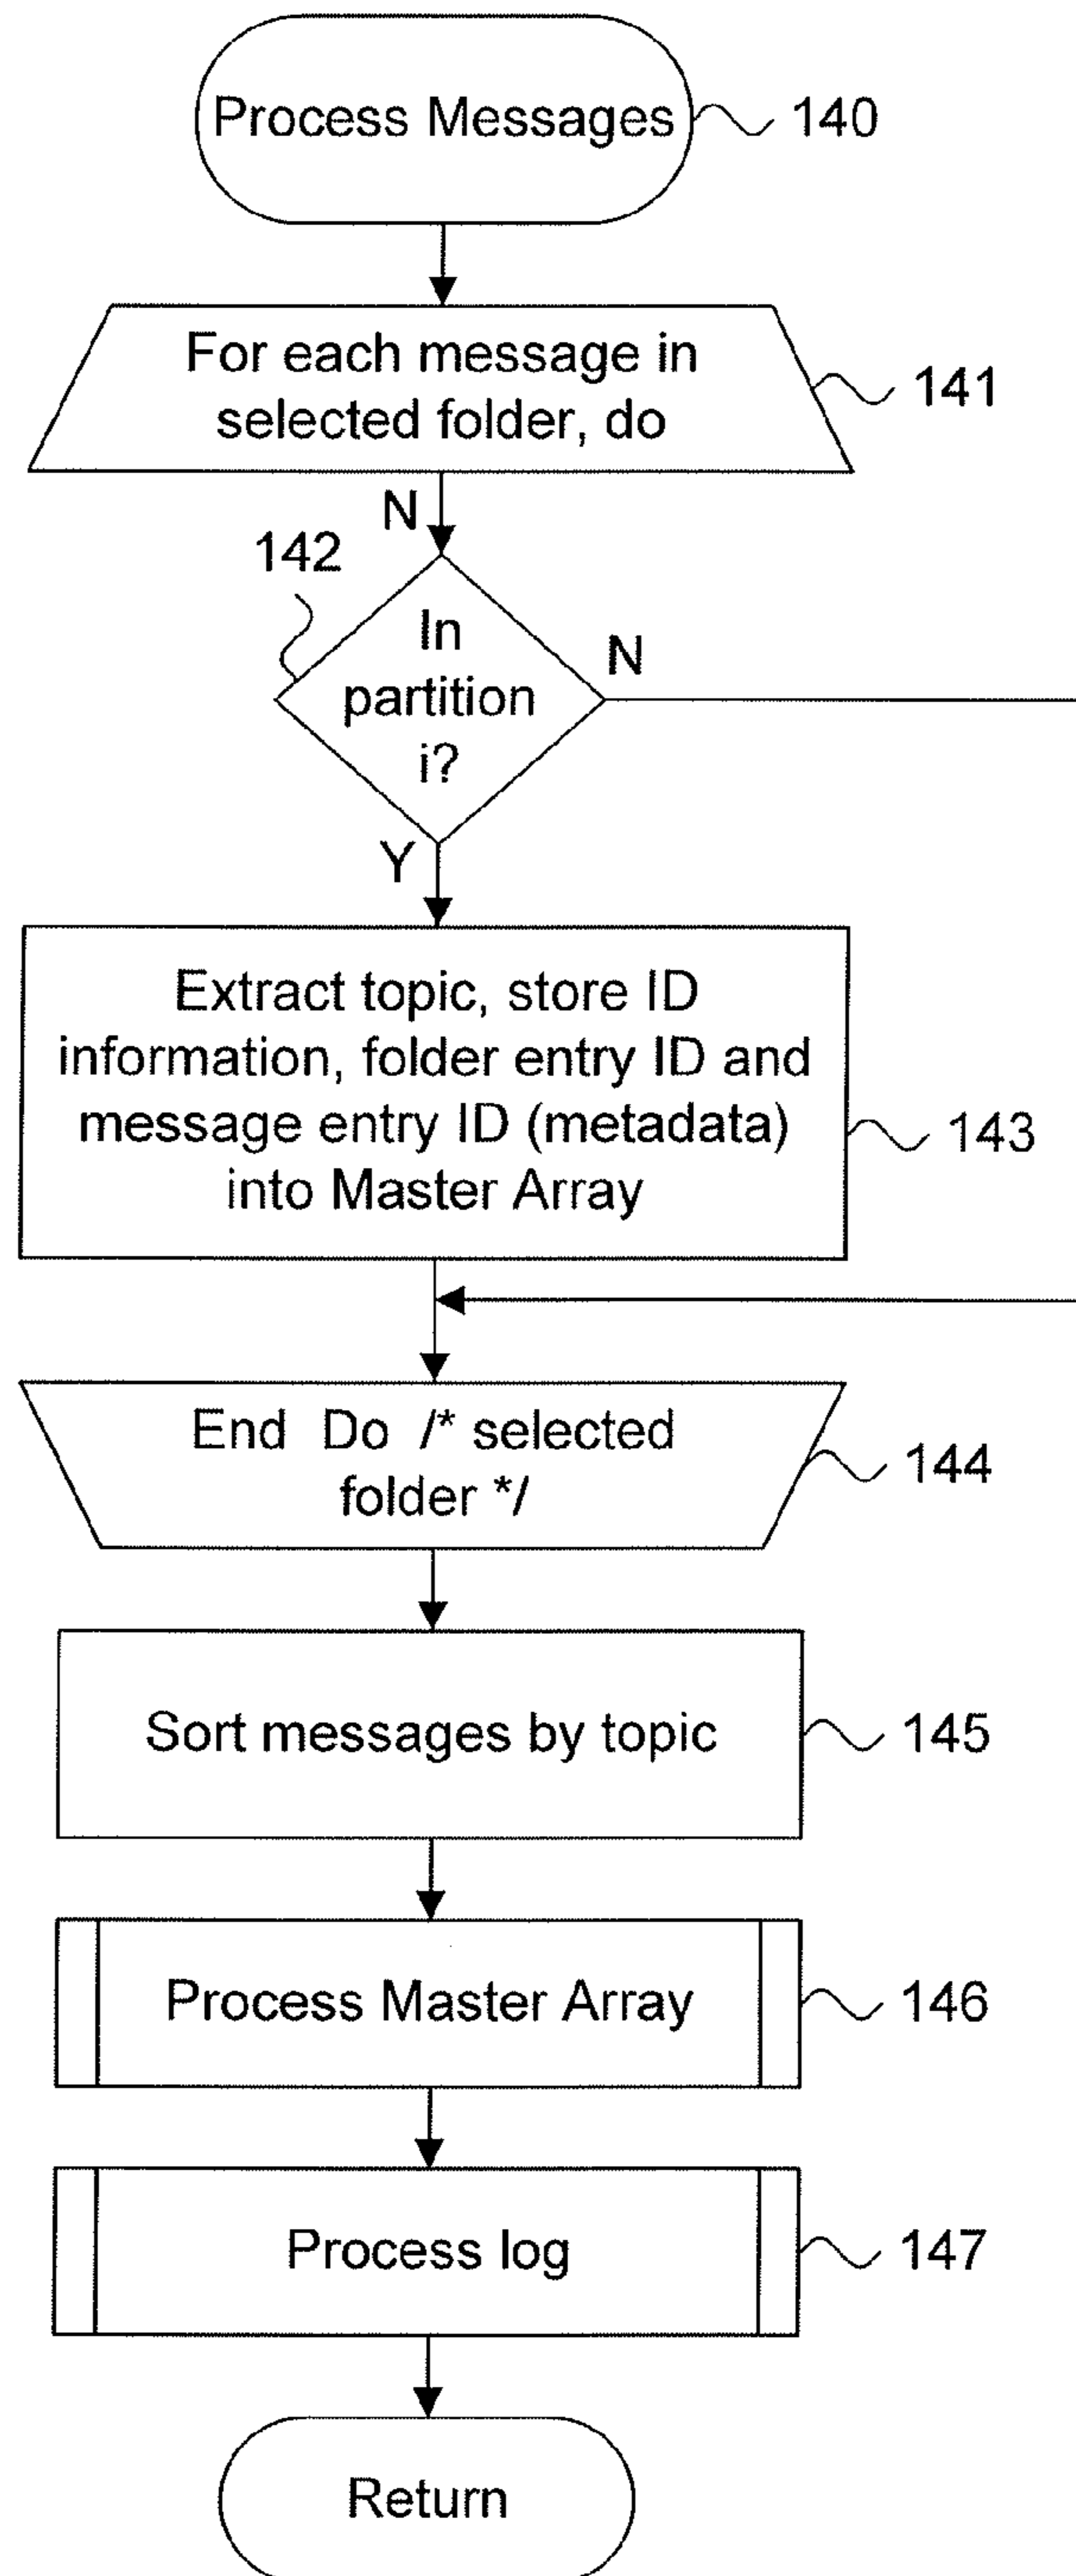 Process Messages
140
For each message in
selected folder, do
141
N
142
In
partition
i?
N
Y
Extract topic, store ID
information, folder entry ID and
message entry ID (metadata)
into Master Array
143
End Do /* selected
folder */
144
Sort messages by topic
145
Process Master Array
146
Process log
147
Return